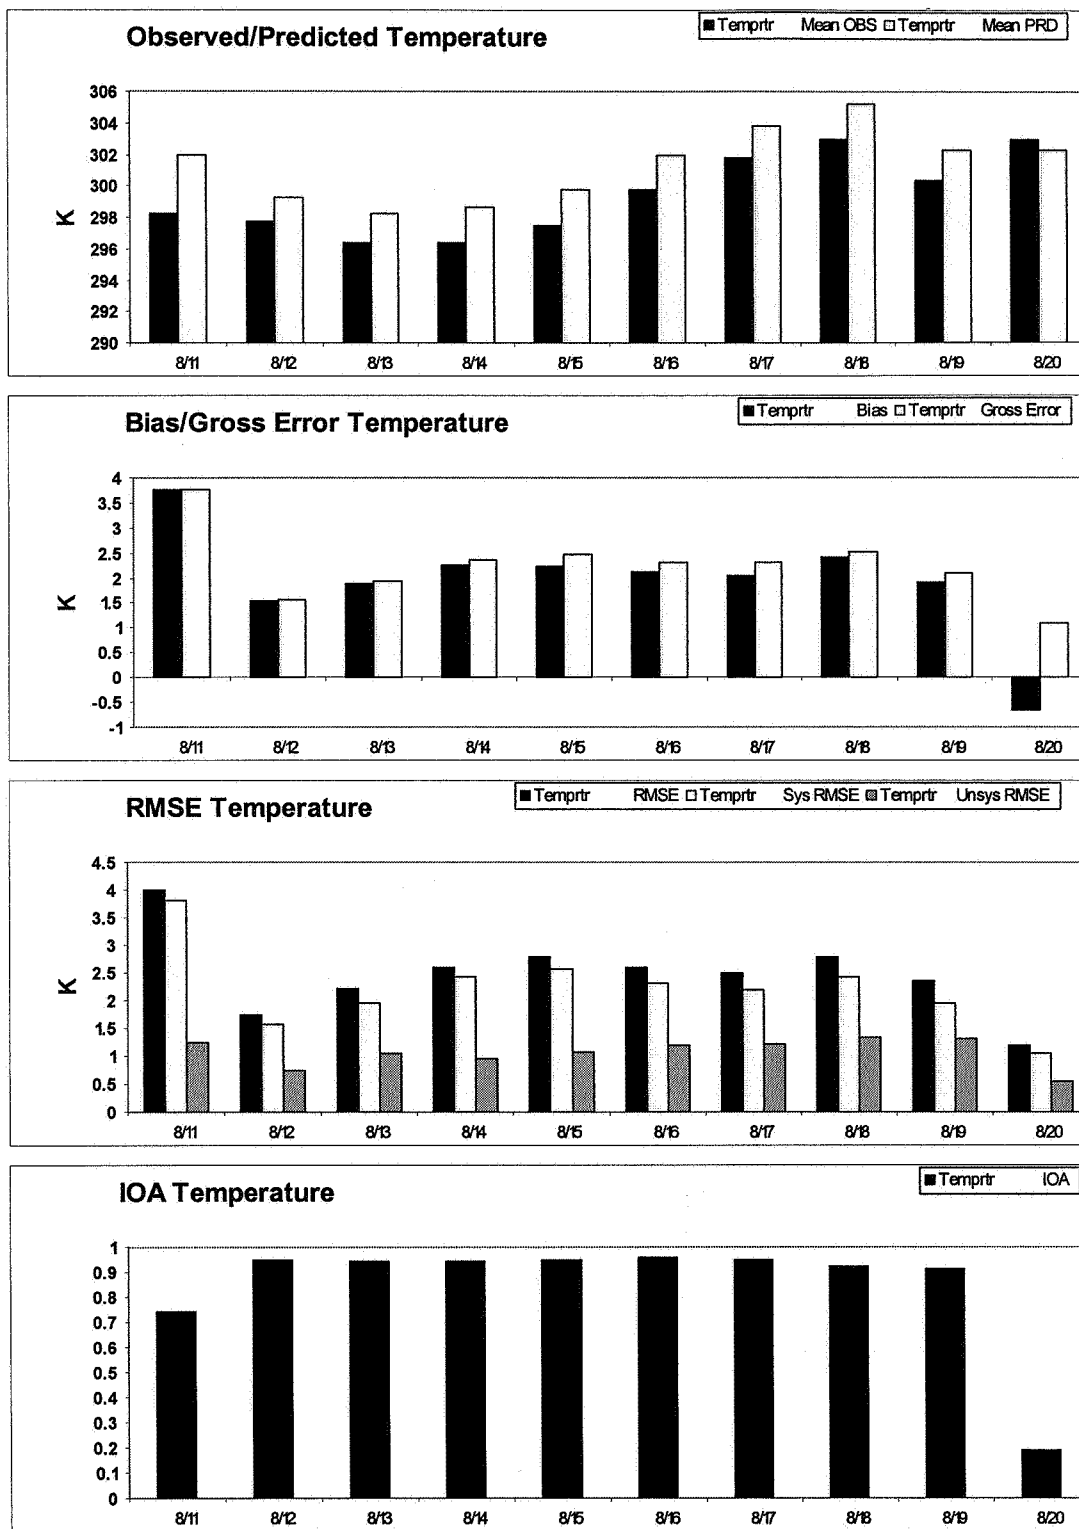 Observed/Predicted Temperature
Temprtr Mean OBS Temprtr Mean PRD
306
304
302
300
298
296
294
292
290
K
8/11 8/12 8/13 8/14 8/15 8/16 8/17 8/18 8/19 8/20
Bias/Gross Error Temperature
Temprtr Bias Temprtr Gross Error
4
3.5
3
2.5
2
1.5
1
0.5
0
-0.5
-1
K
8/11 8/12 8/13 8/14 8/15 8/16 8/17 8/18 8/19 8/20
RMSE Temperature
Temprtr RMSE Temprtr Sys RMSE Temprtr Unsys RMSE
4.5
4
3.5
3
2.5
2
1.5
1
0.5
0
K
8/11 8/12 8/13 8/14 8/15 8/16 8/17 8/18 8/19 8/20
IOA Temperature
Temprtr IOA
1
0.9
0.8
0.7
0.6
0.5
0.4
0.3
0.2
0.1
0
8/11 8/12 8/13 8/14 8/15 8/16 8/17 8/18 8/19 8/20